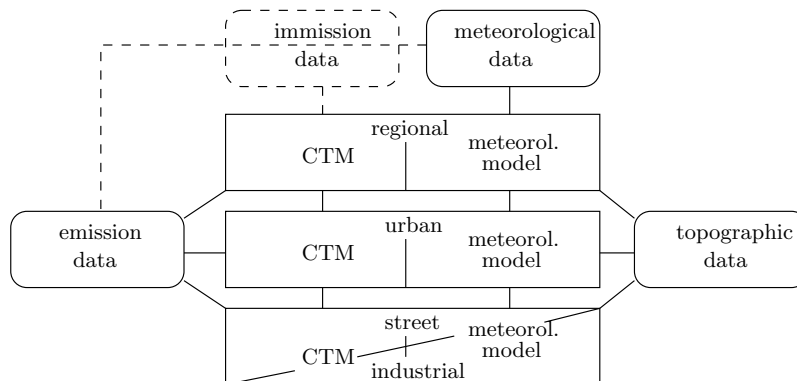 immission
data
meteorological
data
regional
CTM
meteorol.
model
emission
data
urban
CTM
meteorol.
model
topographic
data
street
CTM
meteorol.
model
industrial